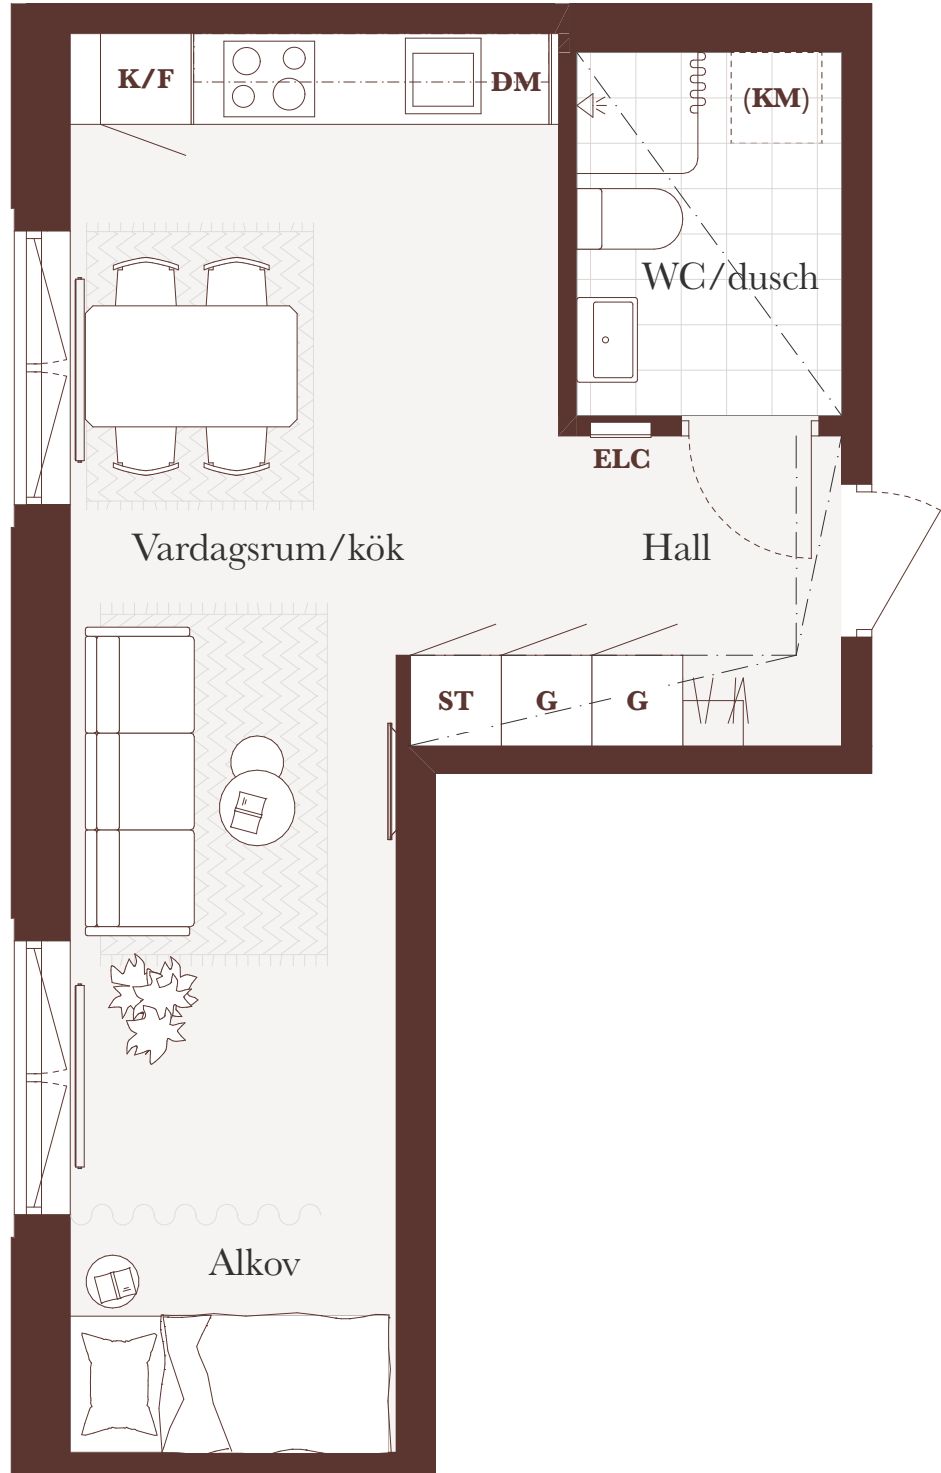 K/F
DM
(KM)
WC/dusch
ELC
Vardagsrum/kök
Hall
ST
G
G
Alkov